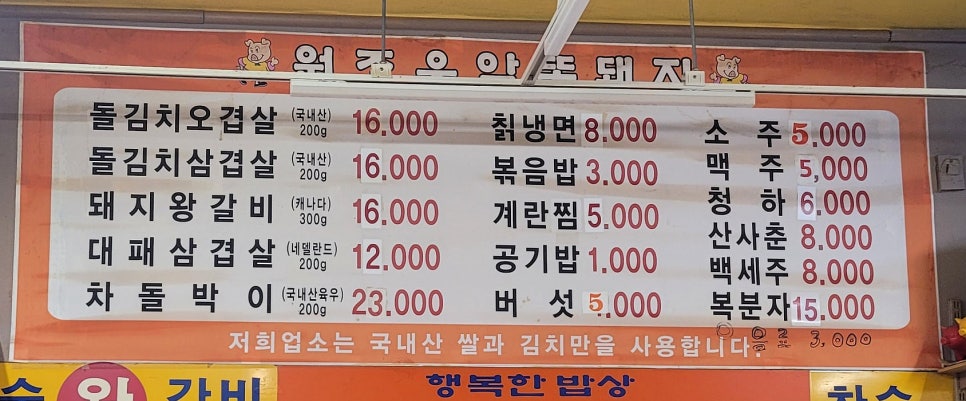 돌김치오겹살 (국내산) 200g 16.000
돌김치삼겹살 (국내산) 200g 16.000
돼지왕갈비 (캐나다) 300g 16.000
대패삼겹살 (네델란드) 200g 12.000
차돌박이 (국내산육우) 200g 23.000
칡냉면 8.000
볶음밥 3.000
계란찜 5.000
공기밥 1.000
버섯 5.000
소주 5.000
맥주 5,000
청하 6.000
산사춘 8.000
백세주 8.000
복분자 15.000
3,000
저희업소는 국내산 쌀과 김치만을 사용합니다.
갈비
행복한밥상